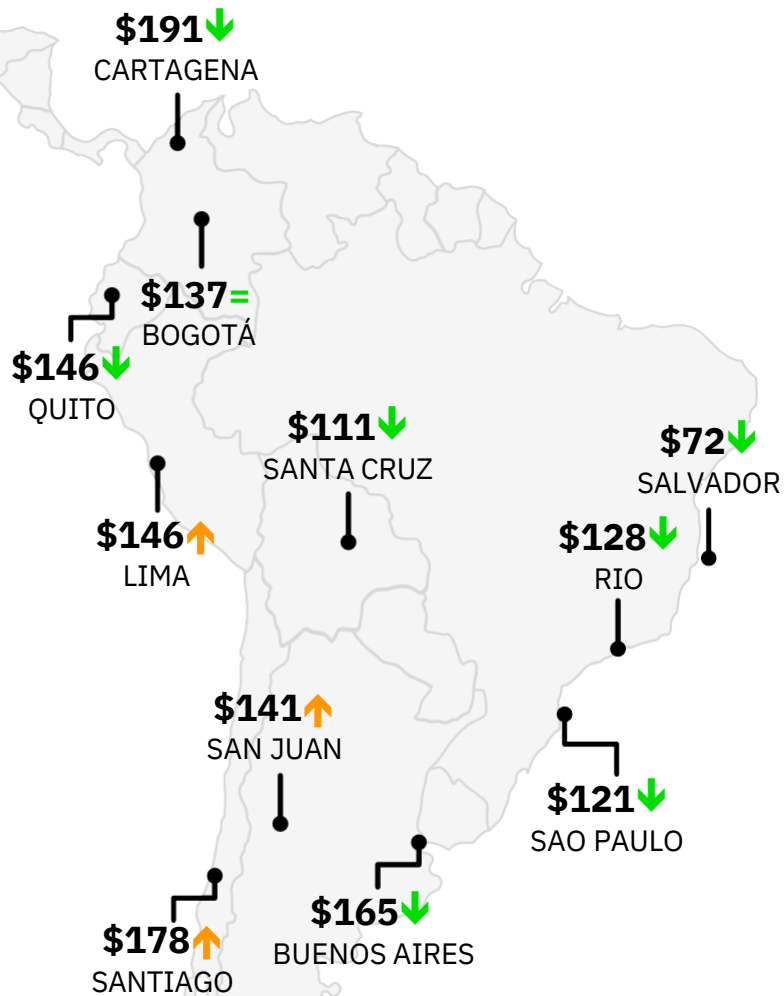 $191↓
CARTAGENA
$137=
BOGOTÁ
$146↓
QUITO
$111↓
SANTA CRUZ
$72↓
SALVADOR
$146↑
LIMA
$128↓
RIO
$141↑
SAN JUAN
$121↓
SAO PAULO
$165↓
BUENOS AIRES
$178↑
SANTIAGO